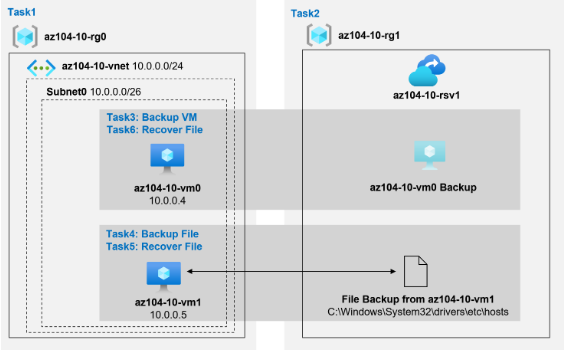 Task1
az104-10-rg0
az104-10-vnet 10.0.0.0/24
Subnet0 10.0.0.0/26
Task3: Backup VM
Task6: Recover File
az104-10-vm0
10.0.0.4
Task4: Backup File
Task5: Recover File
az104-10-vm1
10.0.0.5
Task2
az104-10-rg1
az104-10-rsv1
az104-10-vm0 Backup
File Backup from az104-10-vm1
C:\Windows\System32\drivers\etc\hosts